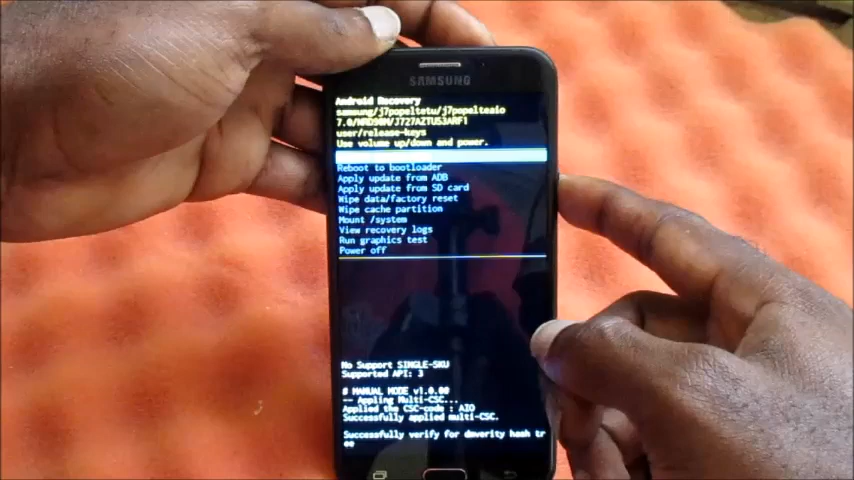 SAMSUNG
Android Recovery
samsung/j7popeltetu/j7popelteaio
7.0/NRD90M/J727AZTUS3ARF1
user/release-keys
Use volume up/down and power.
Reboot to bootloader
Apply update from ADB
Apply update from SD card
Wipe data/factory reset
Wipe cache partition
Mount /system
View recovery logs
Run graphics test
Power off
No Support SINGLE-SKU
Supported API: 3
# MANUAL MODE v1.0.00
-- Appling Multi-CSC...
Applied the CSC-code : AIO
Successfully applied multi-CSC.
Successfully verify for dmverity hash tr
ee